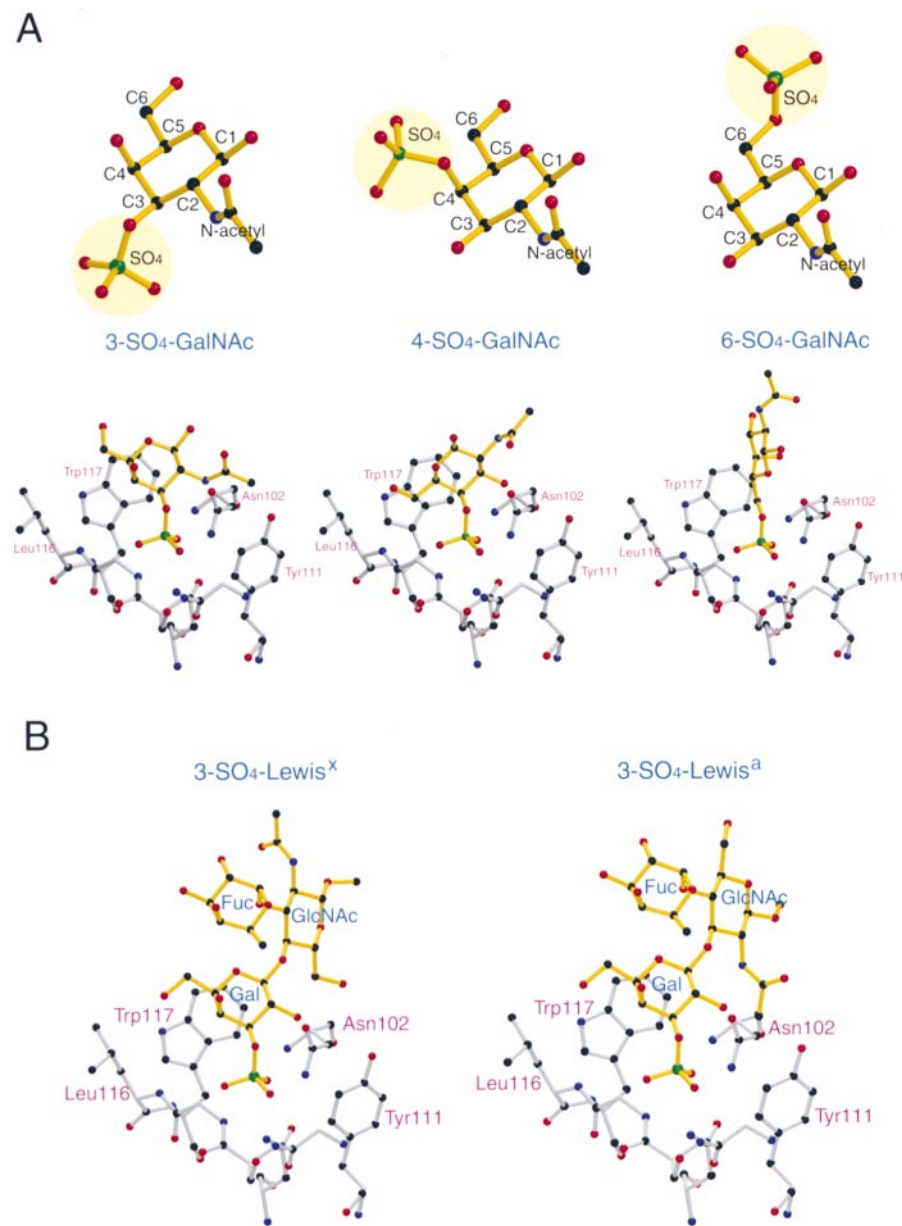 A
C6 C5 C1 C4 C3 C2 N-acetyl SO4
SO4 C6 C5 C1 C4 C3 C2 N-acetyl
SO4 C6 C5 C1 C4 C3 C2 N-acetyl
3-SO4-GalNAc 4-SO4-GalNAc 6-SO4-GalNAc
Trp117 Asn102 Leu116 Tyr111
Trp117 Asn102 Leu116 Tyr111
Trp117 Asn102 Leu116 Tyr111
B
3-SO4-Lewisx 3-SO4-Lewisa
Fuc GlcNAc Gal Trp117 Asn102 Leu116 Tyr111
Fuc GlcNAc Gal Trp117 Asn102 Leu116 Tyr111